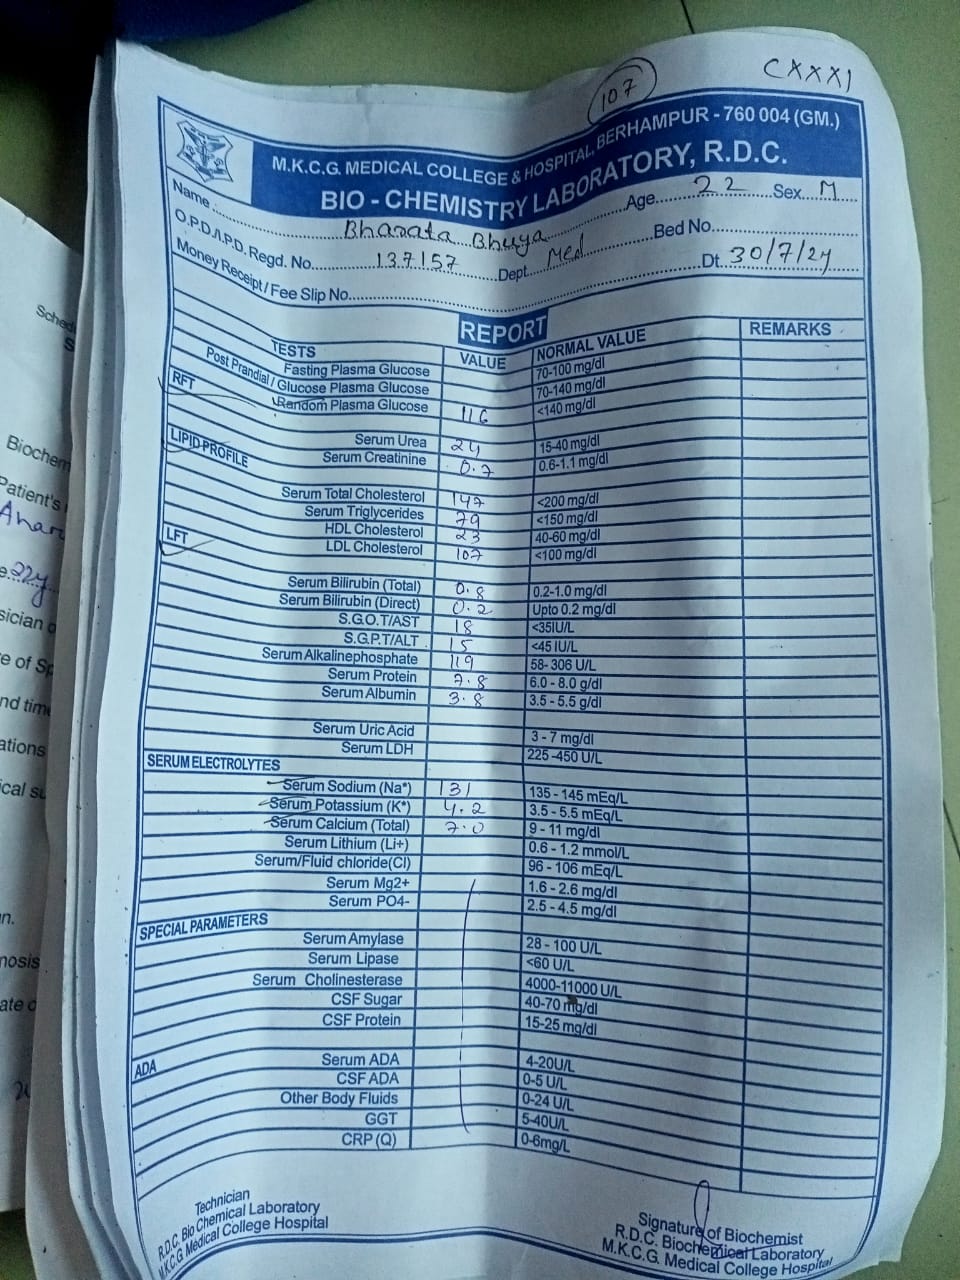 CXXXI
107
M.K.C.G. MEDICAL COLLEGE & HOSPITAL, BERHAMPUR - 760 004 (GM.)
BIO - CHEMISTRY LABORATORY, R.D.C.
Name Bharata Bhuya Age 22 Sex M
O.P.D./I.P.D. Regd. No. 137157 Dept. Med Bed No.
Money Receipt / Fee Slip No. Dt. 30/7/24
REPORT
TESTS VALUE NORMAL VALUE REMARKS
Fasting Plasma Glucose 70-100 mg/dl
Post Prandial / Glucose Plasma Glucose 70-140 mg/dl
Random Plasma Glucose 116 <140 mg/dl
RFT
Serum Urea 24 15-40 mg/dl
Serum Creatinine 0.7 0.6-1.1 mg/dl
LIPID PROFILE
Serum Total Cholesterol 147 <200 mg/dl
Serum Triglycerides 79 <150 mg/dl
HDL Cholesterol 23 40-60 mg/dl
LDL Cholesterol 107 <100 mg/dl
LFT
Serum Bilirubin (Total) 0.8 0.2-1.0 mg/dl
Serum Bilirubin (Direct) 0.2 Upto 0.2 mg/dl
S.G.O.T/AST 18 <35IU/L
S.G.P.T/ALT 15 <45 IU/L
Serum Alkalinephosphate 119 58- 306 U/L
Serum Protein 7.8 6.0 - 8.0 g/dl
Serum Albumin 3.8 3.5 - 5.5 g/dl
Serum Uric Acid 3 - 7 mg/dl
Serum LDH 225-450 U/L
SERUM ELECTROLYTES
Serum Sodium (Na⁺) 131 135 - 145 mEq/L
Serum Potassium (K⁺) 4.2 3.5 - 5.5 mEq/L
Serum Calcium (Total) 7.0 9 - 11 mg/dl
Serum Lithium (Li+) 0.6 - 1.2 mmol/L
Serum/Fluid chloride(Cl) 96 - 106 mEq/L
Serum Mg2+ 1.6 - 2.6 mg/dl
Serum PO4- 2.5 - 4.5 mg/dl
SPECIAL PARAMETERS
Serum Amylase 28 - 100 U/L
Serum Lipase <60 U/L
Serum Cholinesterase 4000-11000 U/L
CSF Sugar 40-70 mg/dl
CSF Protein 15-25 mg/dl
ADA
Serum ADA 4-20U/L
CSF ADA 0-5 U/L
Other Body Fluids 0-24 U/L
GGT 5-40U/L
CRP (Q) 0-6mg/L
Technician
R.D.C. Bio Chemical Laboratory
M.K.C.G Medical College Hospital
Signature of Biochemist
R.D.C. Biochemical Laboratory
M.K.C.G. Medical College Hospital